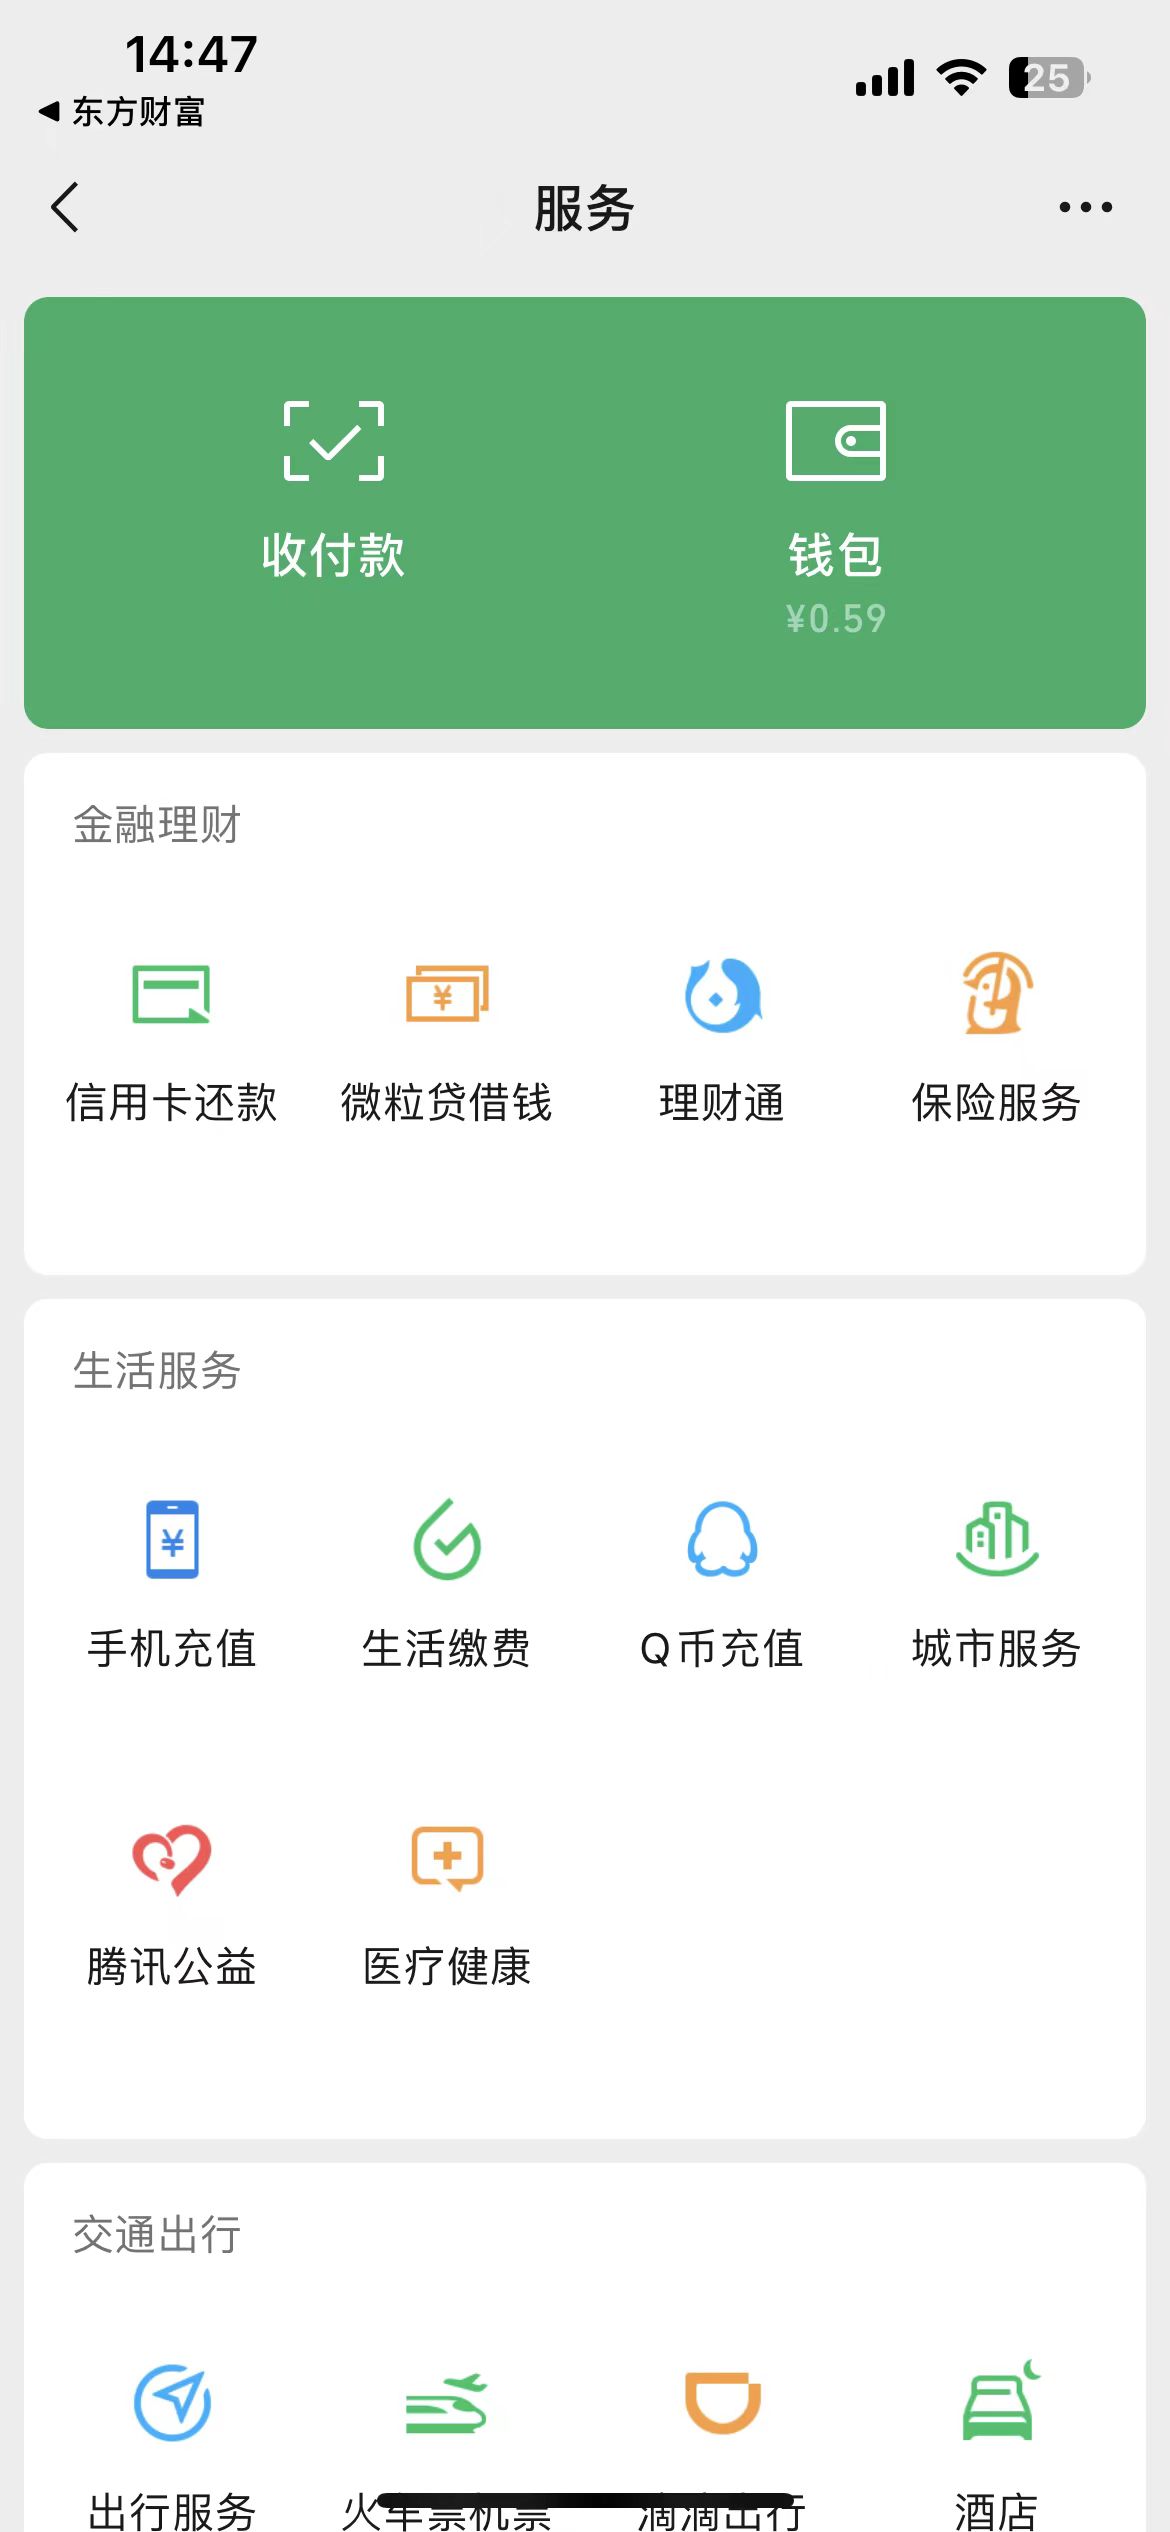 14:47
25
东方财富
服务
收付款
钱包
¥0.59
金融理财
信用卡还款
微粒贷借钱
理财通
保险服务
生活服务
手机充值
生活缴费
Q币充值
城市服务
腾讯公益
医疗健康
交通出行
出行服务
火车票机票
滴滴出行
酒店